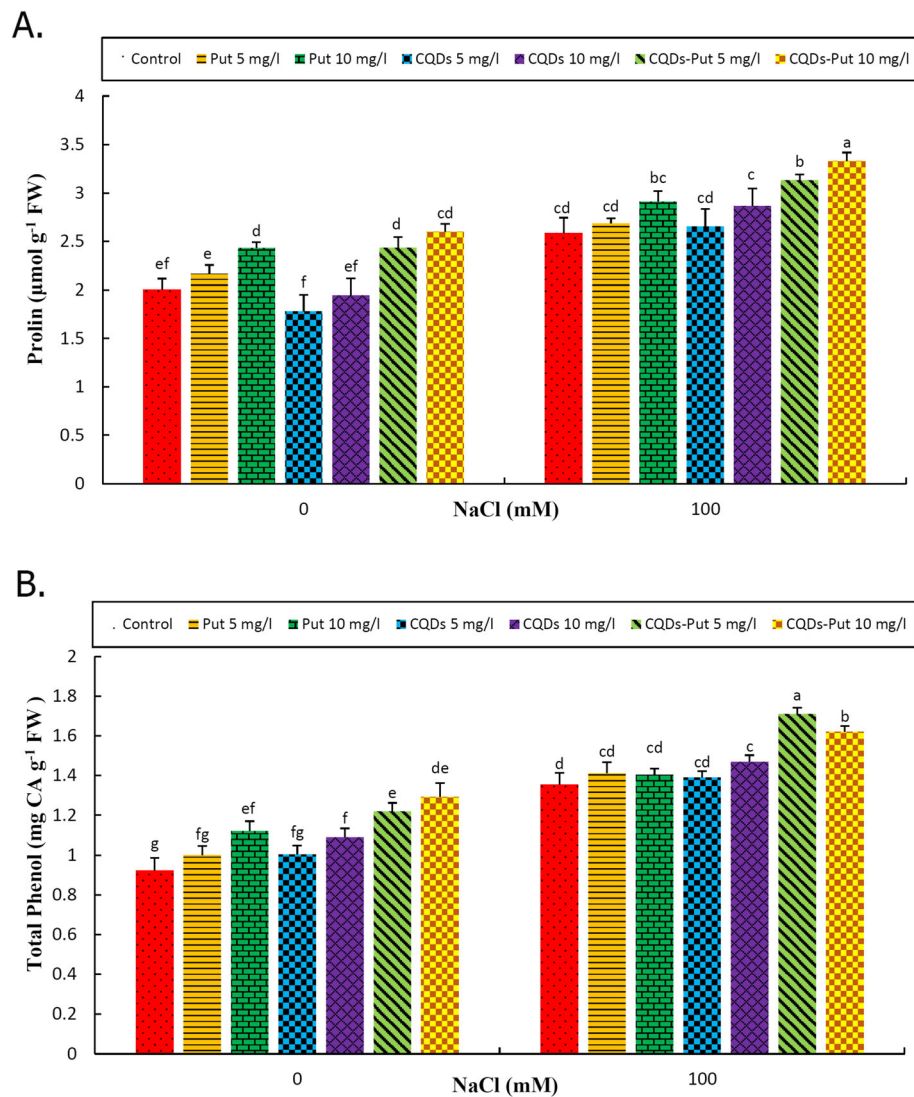 A.
Control Put 5 mg/l Put 10 mg/l CQDs 5 mg/l CQDs 10 mg/l CQDs-Put 5 mg/l CQDs-Put 10 mg/l
Prolin (µmol g⁻¹ FW)
4
3.5
3
2.5
2
1.5
1
0.5
0
ef e d f ef d cd cd cd bc cd c b a
0 NaCl (mM) 100
B.
Control Put 5 mg/l Put 10 mg/l CQDs 5 mg/l CQDs 10 mg/l CQDs-Put 5 mg/l CQDs-Put 10 mg/l
Total Phenol (mg CA g⁻¹ FW )
2
1.8
1.6
1.4
1.2
1
0.8
0.6
0.4
0.2
0
g fg ef fg f e de d cd cd cd c a b
0 NaCl (mM) 100